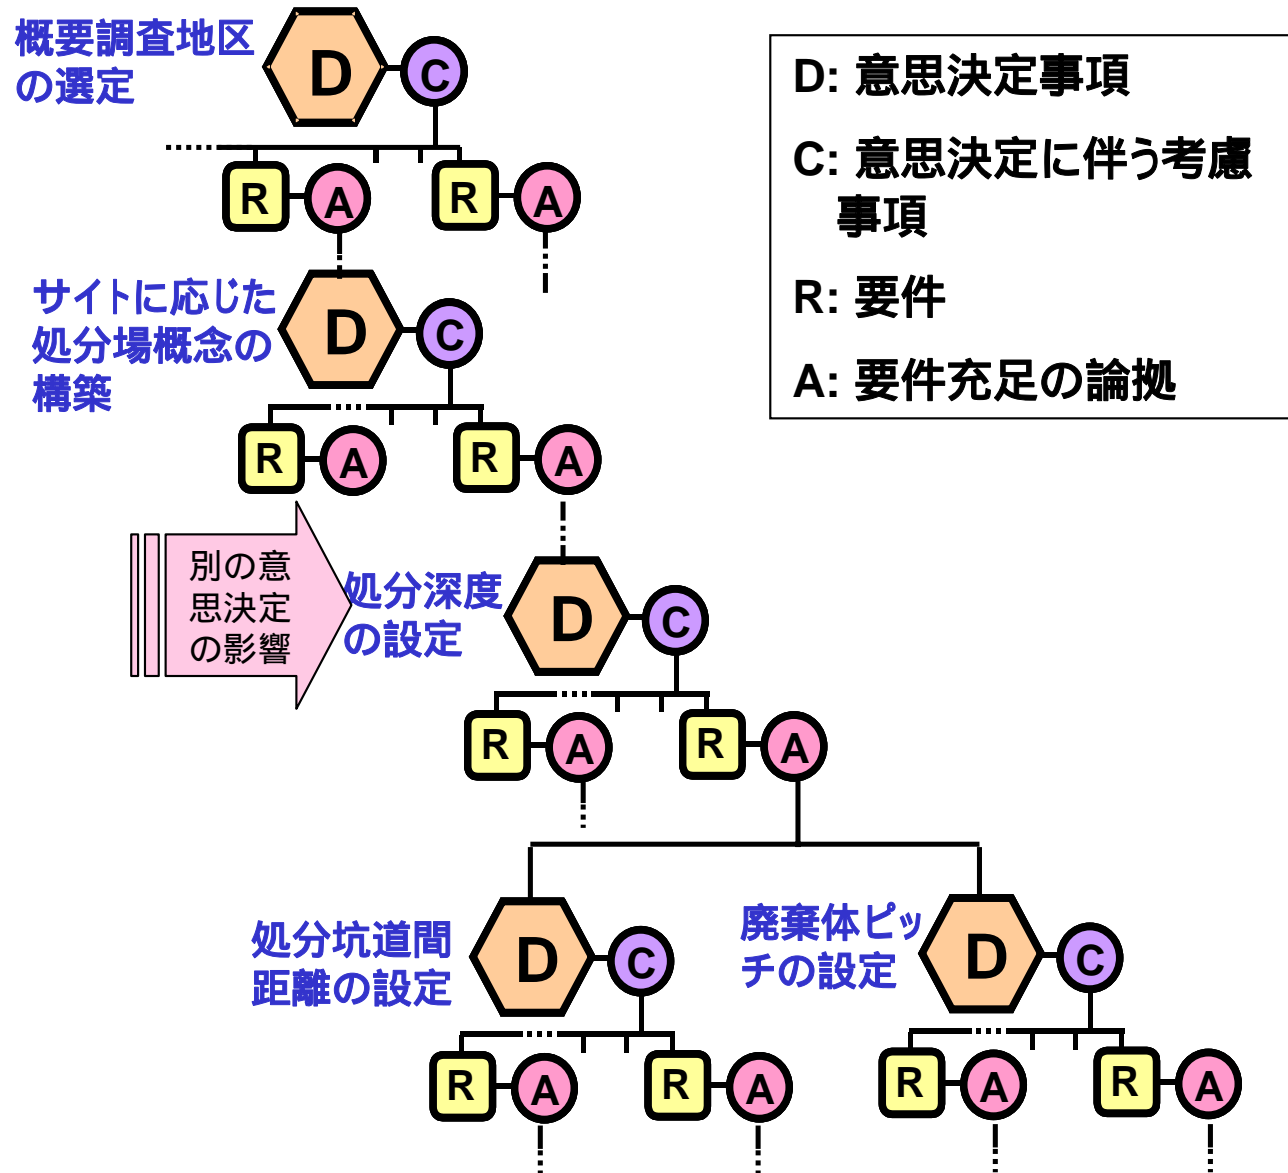 概要調査地区
の選定
D
C
R
A
R
A
D: 意思決定事項
C: 意思決定に伴う考慮
事項
R: 要件
A: 要件充足の論拠
サイトに応じた
処分場概念の
構築
D
C
R
A
R
A
別の意
思決定
の影響
処分深度
の設定
D
C
R
A
R
A
処分坑道間
距離の設定
D
C
R
A
R
A
廃棄体ピッ
チの設定
D
C
R
A
R
A